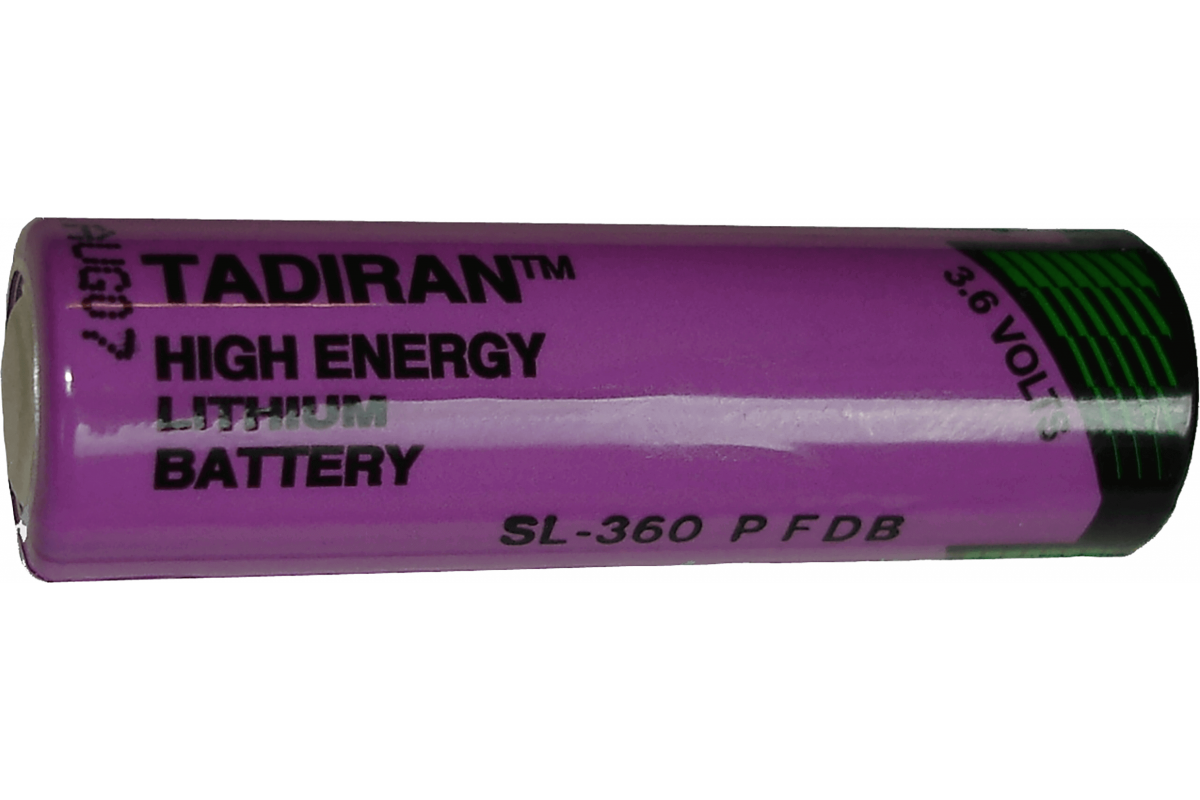 AUG07
TADIRAN™
HIGH ENERGY
LITHIUM
BATTERY
SL-360 P F D B
3.6 VOLTS